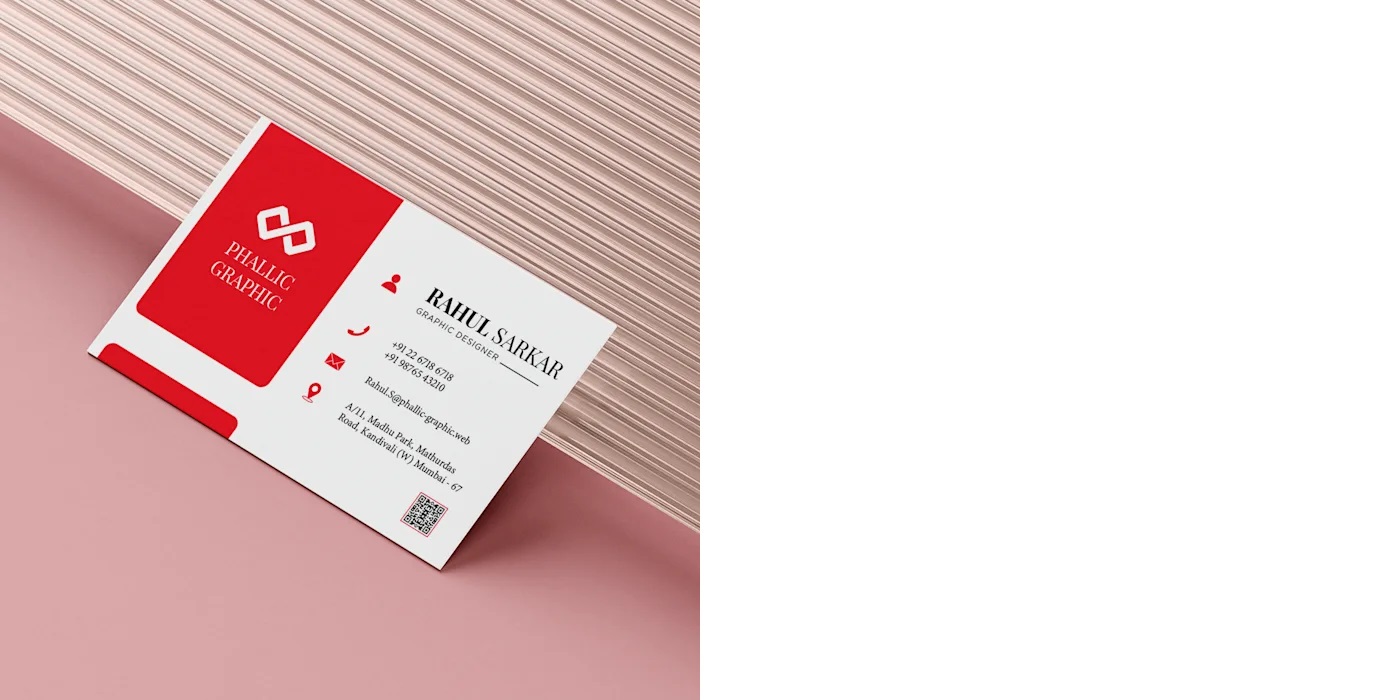 PHALLIC
GRAPHIC
RAHUL SARKAR
GRAPHIC DESIGNER
+91 22 6718 6718
+91 98765 43210
Rahul.S@phallic-graphic.web
A/11, Madhu Park, Mathurdas
Road, Kandivali (W) Mumbai - 67